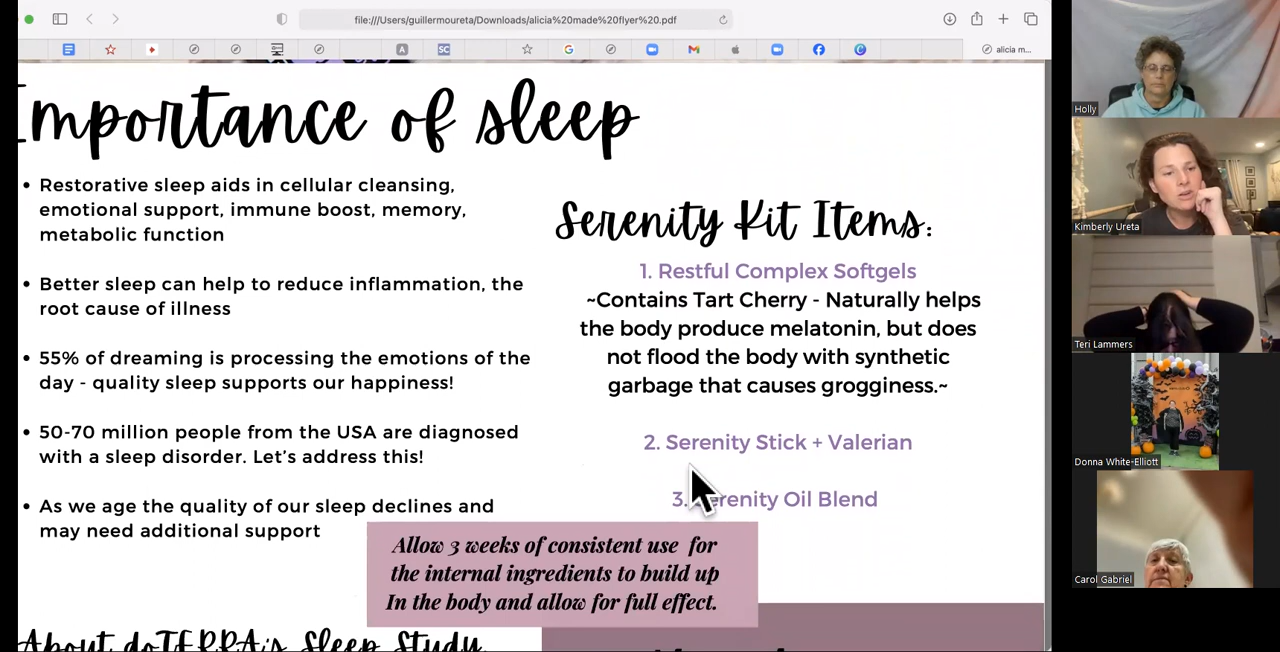 file:///Users/guillermoureta/Downloads/alicia%20made%20flyer%20.pdf
A
SC
G
alicia m...
Importance of sleep
• Restorative sleep aids in cellular cleansing,
emotional support, immune boost, memory,
metabolic function
• Better sleep can help to reduce inflammation, the
root cause of illness
• 55% of dreaming is processing the emotions of the
day - quality sleep supports our happiness!
• 50-70 million people from the USA are diagnosed
with a sleep disorder. Let's address this!
• As we age the quality of our sleep declines and
may need additional support
Serenity Kit Items:
1. Restful Complex Softgels
~Contains Tart Cherry - Naturally helps
the body produce melatonin, but does
not flood the body with synthetic
garbage that causes grogginess.~
2. Serenity Stick + Valerian
3. Serenity Oil Blend
Allow 3 weeks of consistent use for
the internal ingredients to build up
In the body and allow for full effect.
About doTERRA's Sleep Study
Holly
Kimberly Ureta
Teri Lammers
Donna White-Elliott
Carol Gabriel